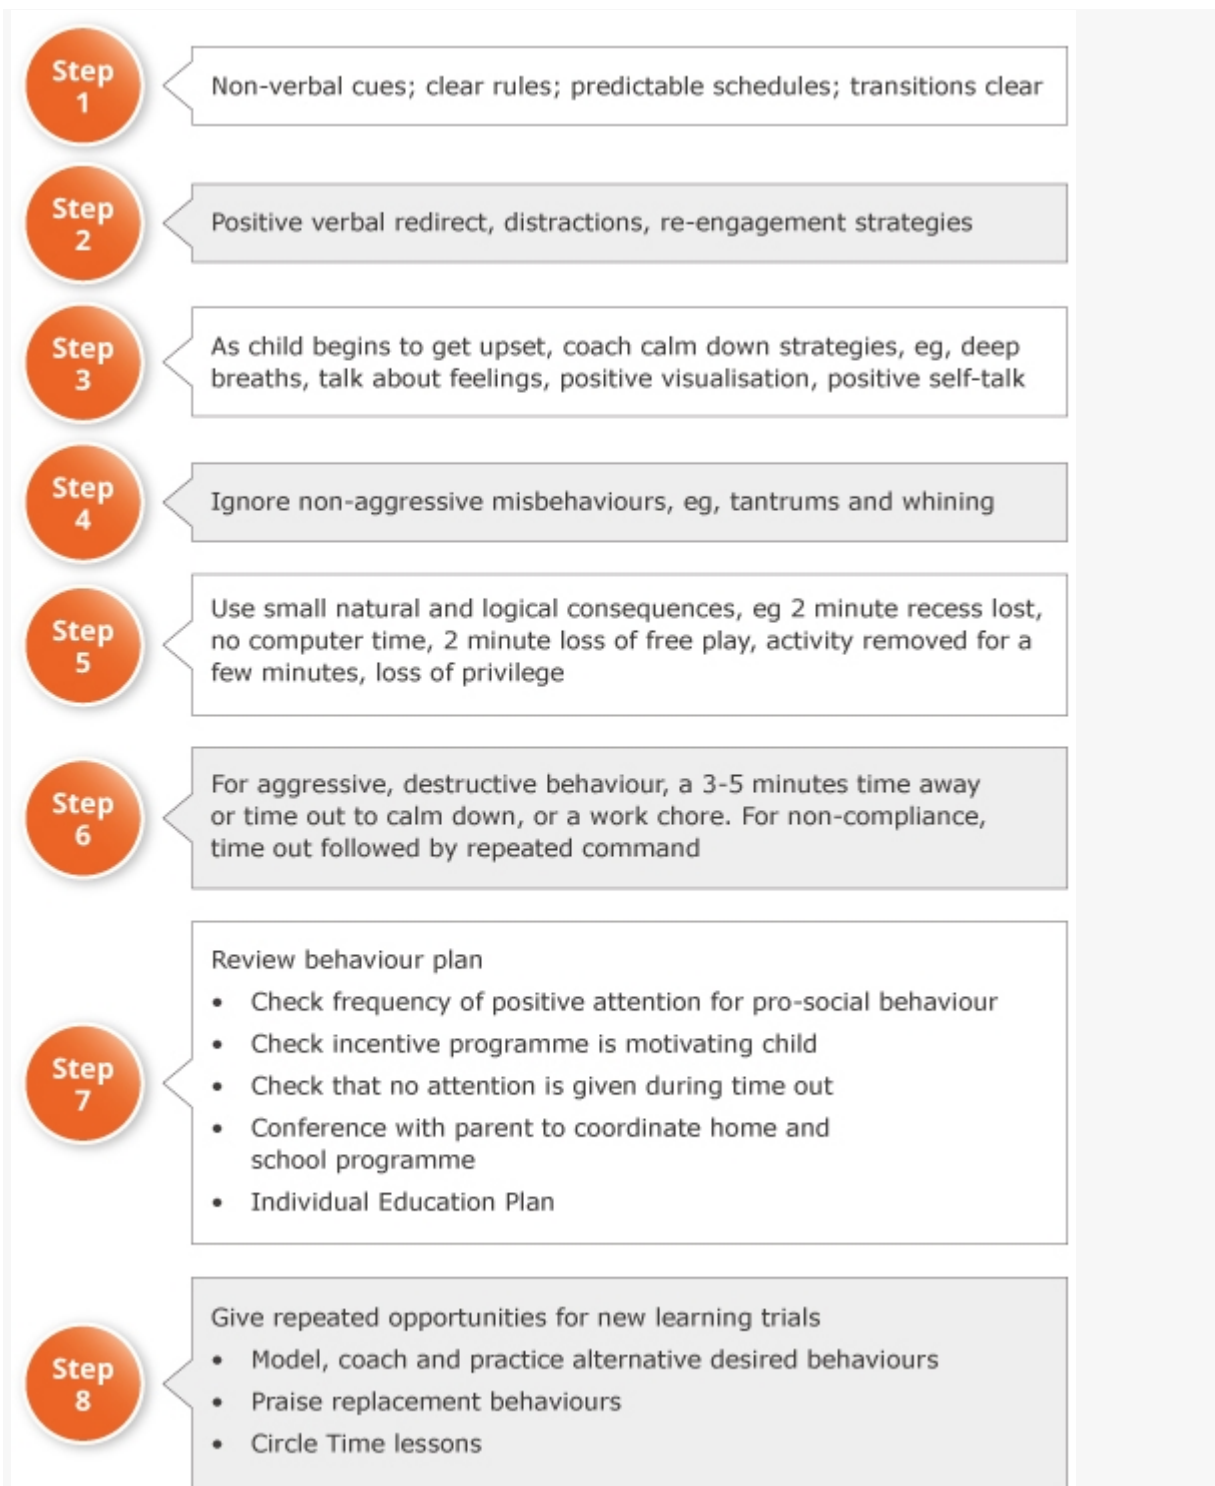 Step
1
Non-verbal cues; clear rules; predictable schedules; transitions clear
Step
2
Positive verbal redirect, distractions, re-engagement strategies
Step
3
As child begins to get upset, coach calm down strategies, eg, deep
breaths, talk about feelings, positive visualisation, positive self-talk
Step
4
Ignore non-aggressive misbehaviours, eg, tantrums and whining
Step
5
Use small natural and logical consequences, eg 2 minute recess lost,
no computer time, 2 minute loss of free play, activity removed for a
few minutes, loss of privilege
Step
6
For aggressive, destructive behaviour, a 3-5 minutes time away
or time out to calm down, or a work chore. For non-compliance,
time out followed by repeated command
Step
7
Review behaviour plan
• Check frequency of positive attention for pro-social behaviour
• Check incentive programme is motivating child
• Check that no attention is given during time out
• Conference with parent to coordinate home and
school programme
• Individual Education Plan
Step
8
Give repeated opportunities for new learning trials
• Model, coach and practice alternative desired behaviours
• Praise replacement behaviours
• Circle Time lessons